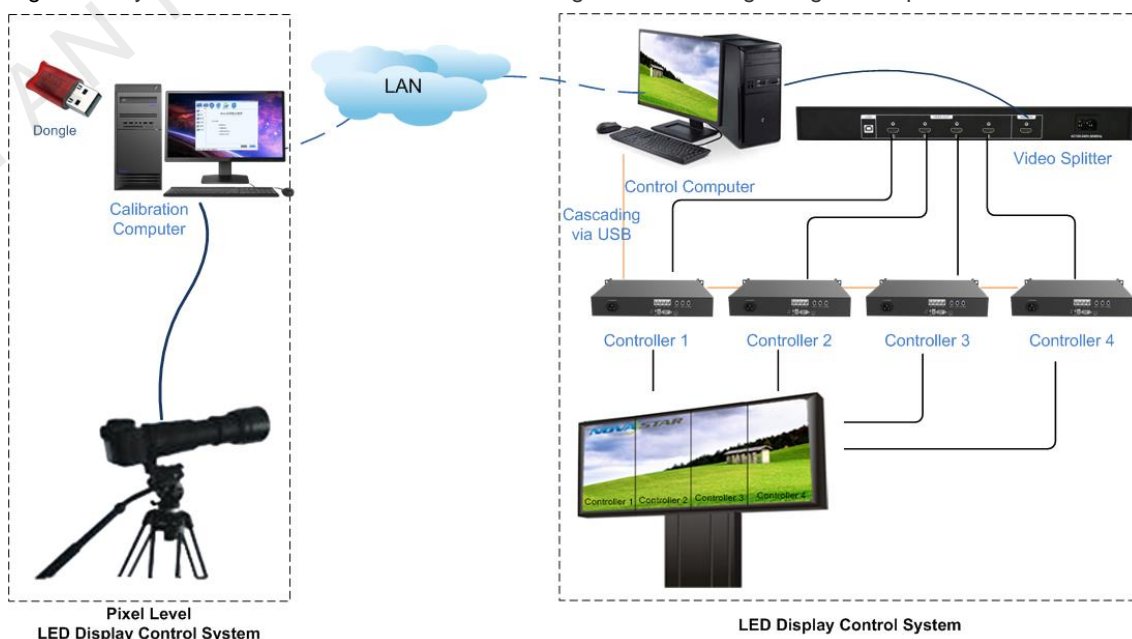 LAN
Dongle
Calibration
Computer
Pixel Level
LED Display Control System
Control Computer
Video Splitter
Cascading
via USB
Controller 1
Controller 2
Controller 3
Controller 4
NOVA STAR
Controller 1
Controller 2
Controller 3
Controller 4
LED Display Control System